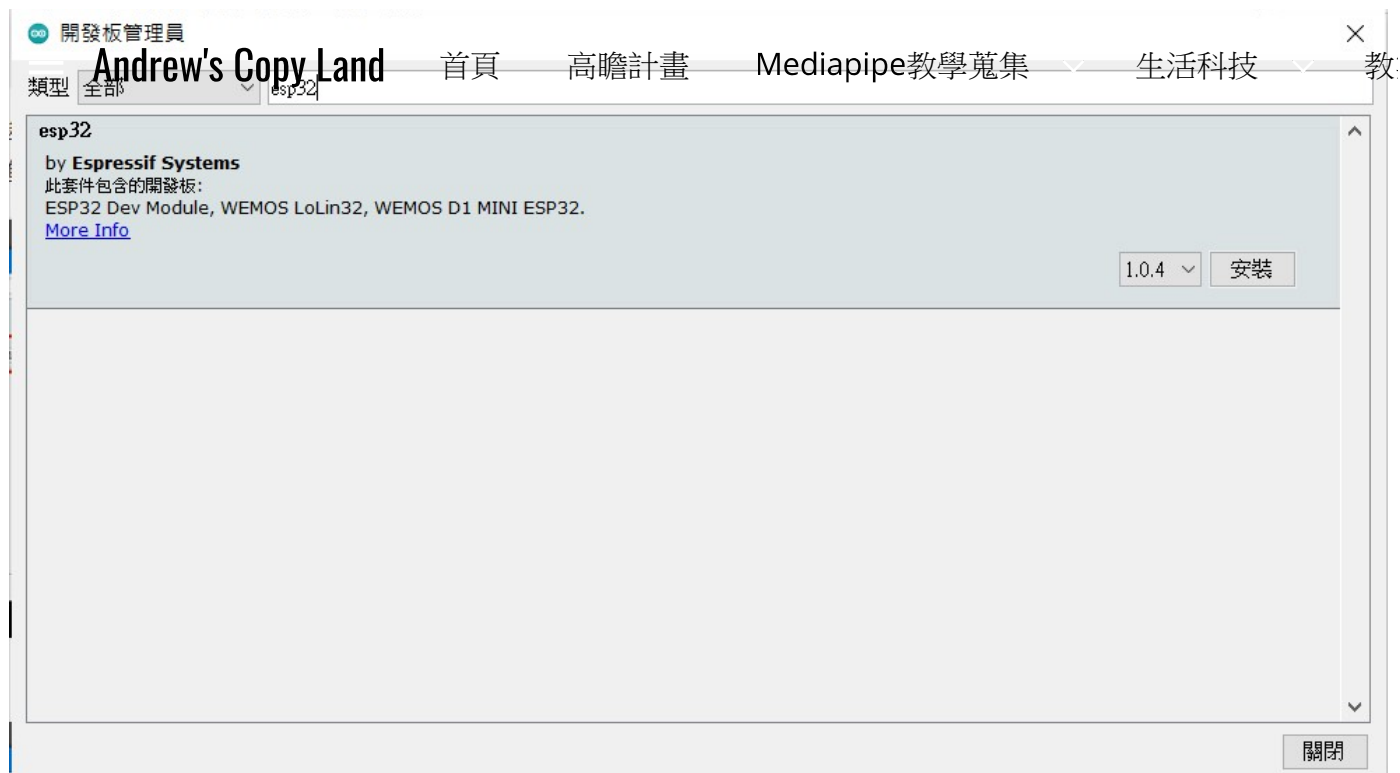 開發板管理員
Andrew's Copy Land 首頁 高瞻計畫 Mediapipe教學蒐集 生活科技
類型 全部 esp32
esp32
by Espressif Systems
此套件包含的開發板:
ESP32 Dev Module, WEMOS LoLin32, WEMOS D1 MINI ESP32.
More Info
1.0.4 安裝
關閉